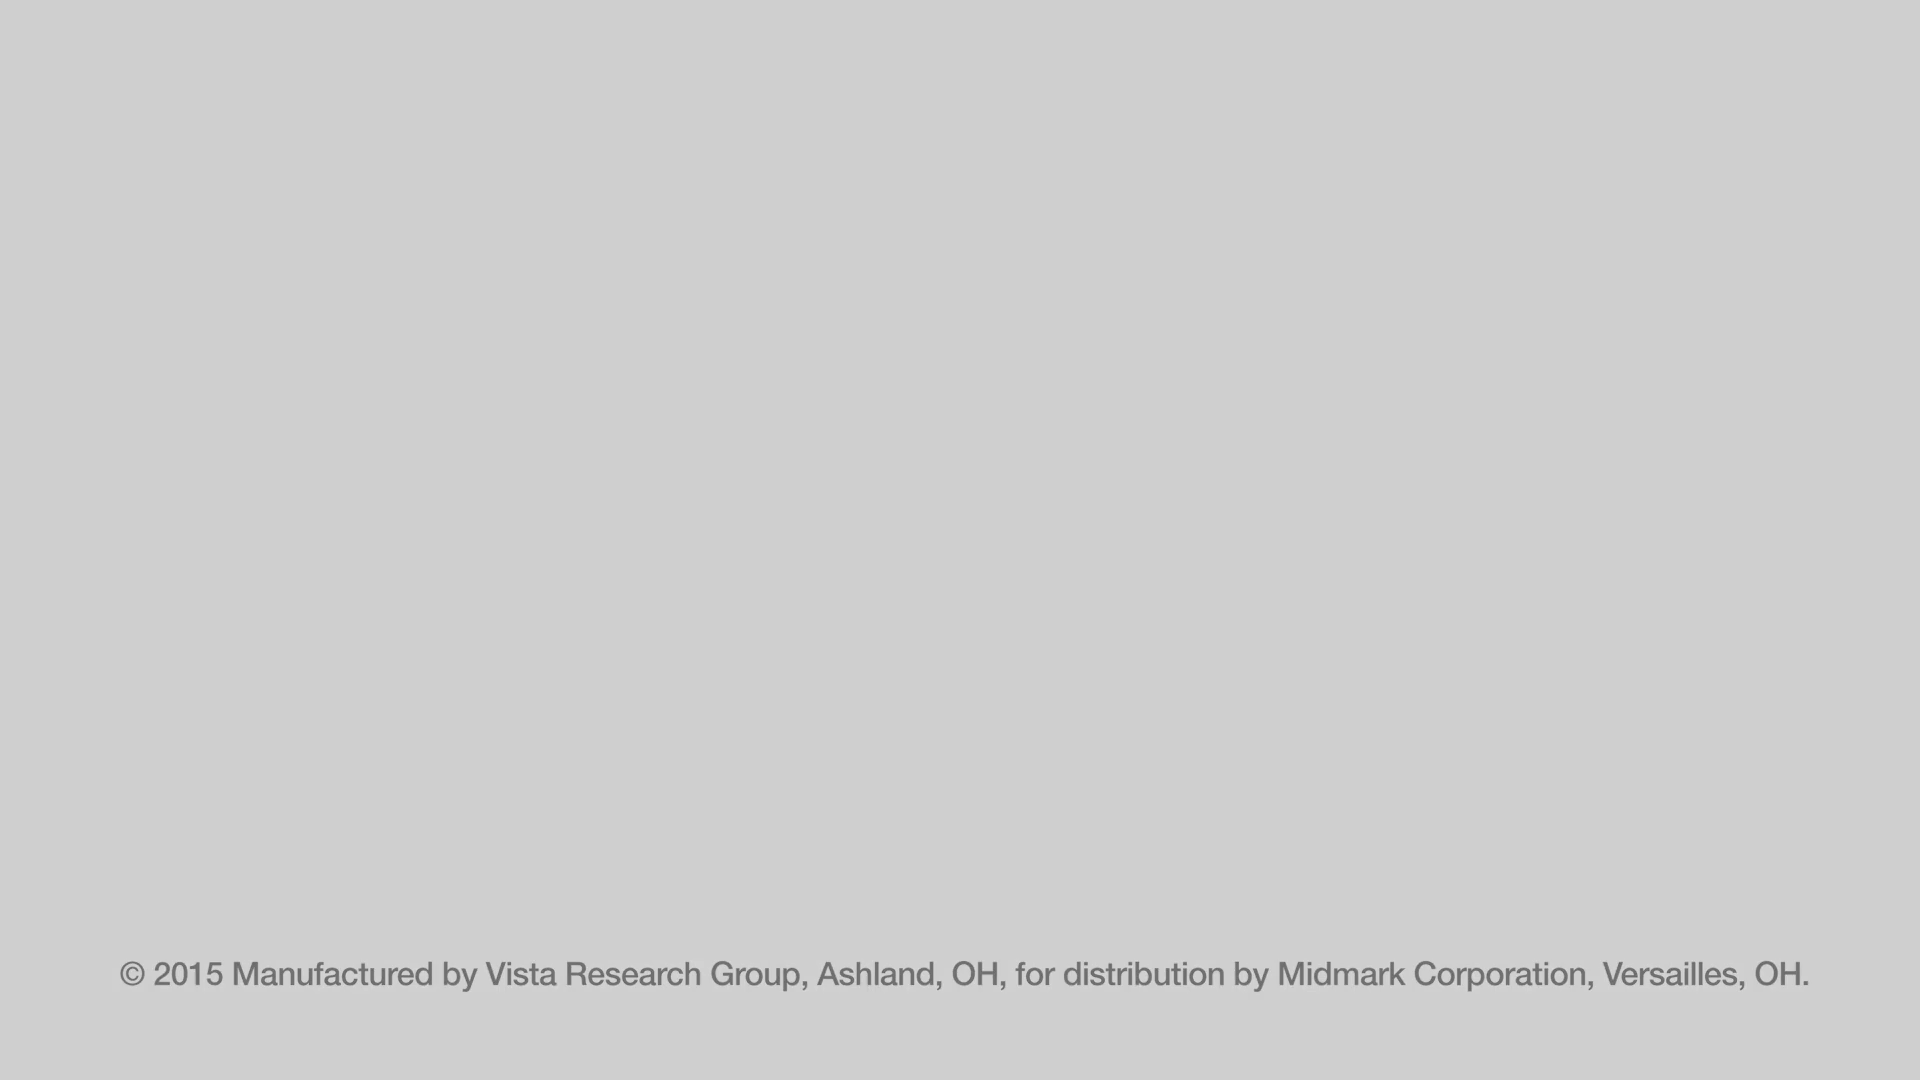 © 2015 Manufactured by Vista Research Group, Ashland, OH, for distribution by Midmark Corporation, Versailles, OH.